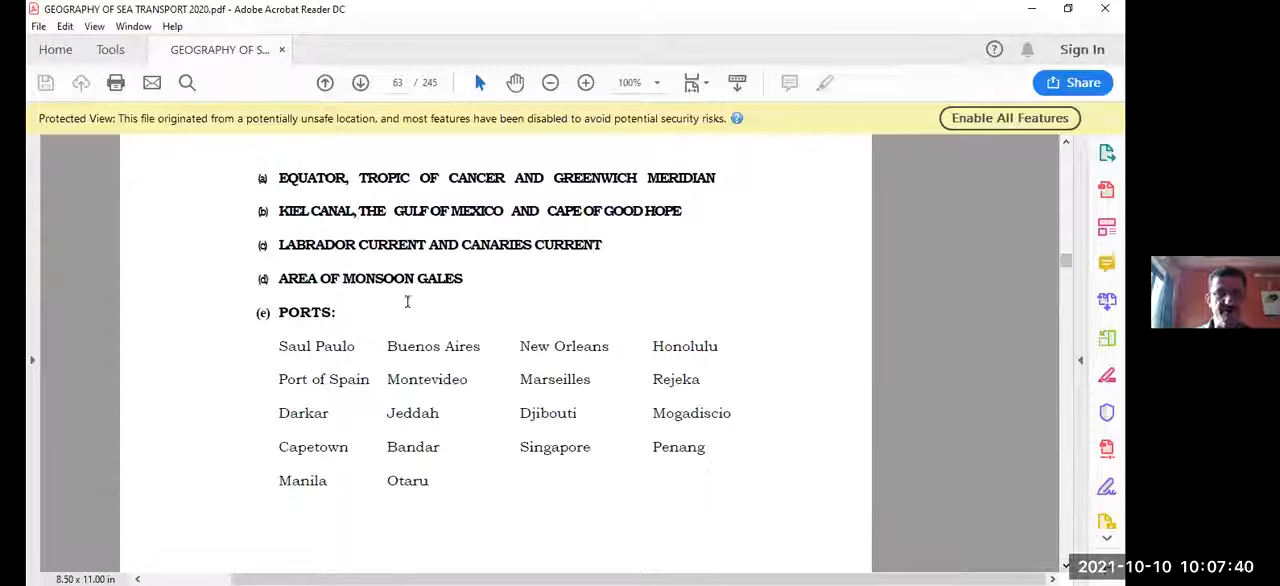 GEOGRAPHY OF SEA TRANSPORT 2020.pdf - Adobe Acrobat Reader DC
File Edit View Window Help
Home Tools GEOGRAPHY OF S... × Sign In
63 / 245 100% Share
Protected View: This file originated from a potentially unsafe location, and most features have been disabled to avoid potential security risks. Enable All Features
(a) EQUATOR, TROPIC OF CANCER AND GREENWICH MERIDIAN
(b) KIEL CANAL, THE GULF OF MEXICO AND CAPE OF GOOD HOPE
(c) LABRADOR CURRENT AND CANARIES CURRENT
(d) AREA OF MONSOON GALES
(e) PORTS:
Saul Paulo Buenos Aires New Orleans Honolulu
Port of Spain Montevideo Marseilles Rejeka
Darkar Jeddah Djibouti Mogadiscio
Capetown Bandar Singapore Penang
Manila Otaru
8.50 x 11.00 in
2021-10-10 10:07:40